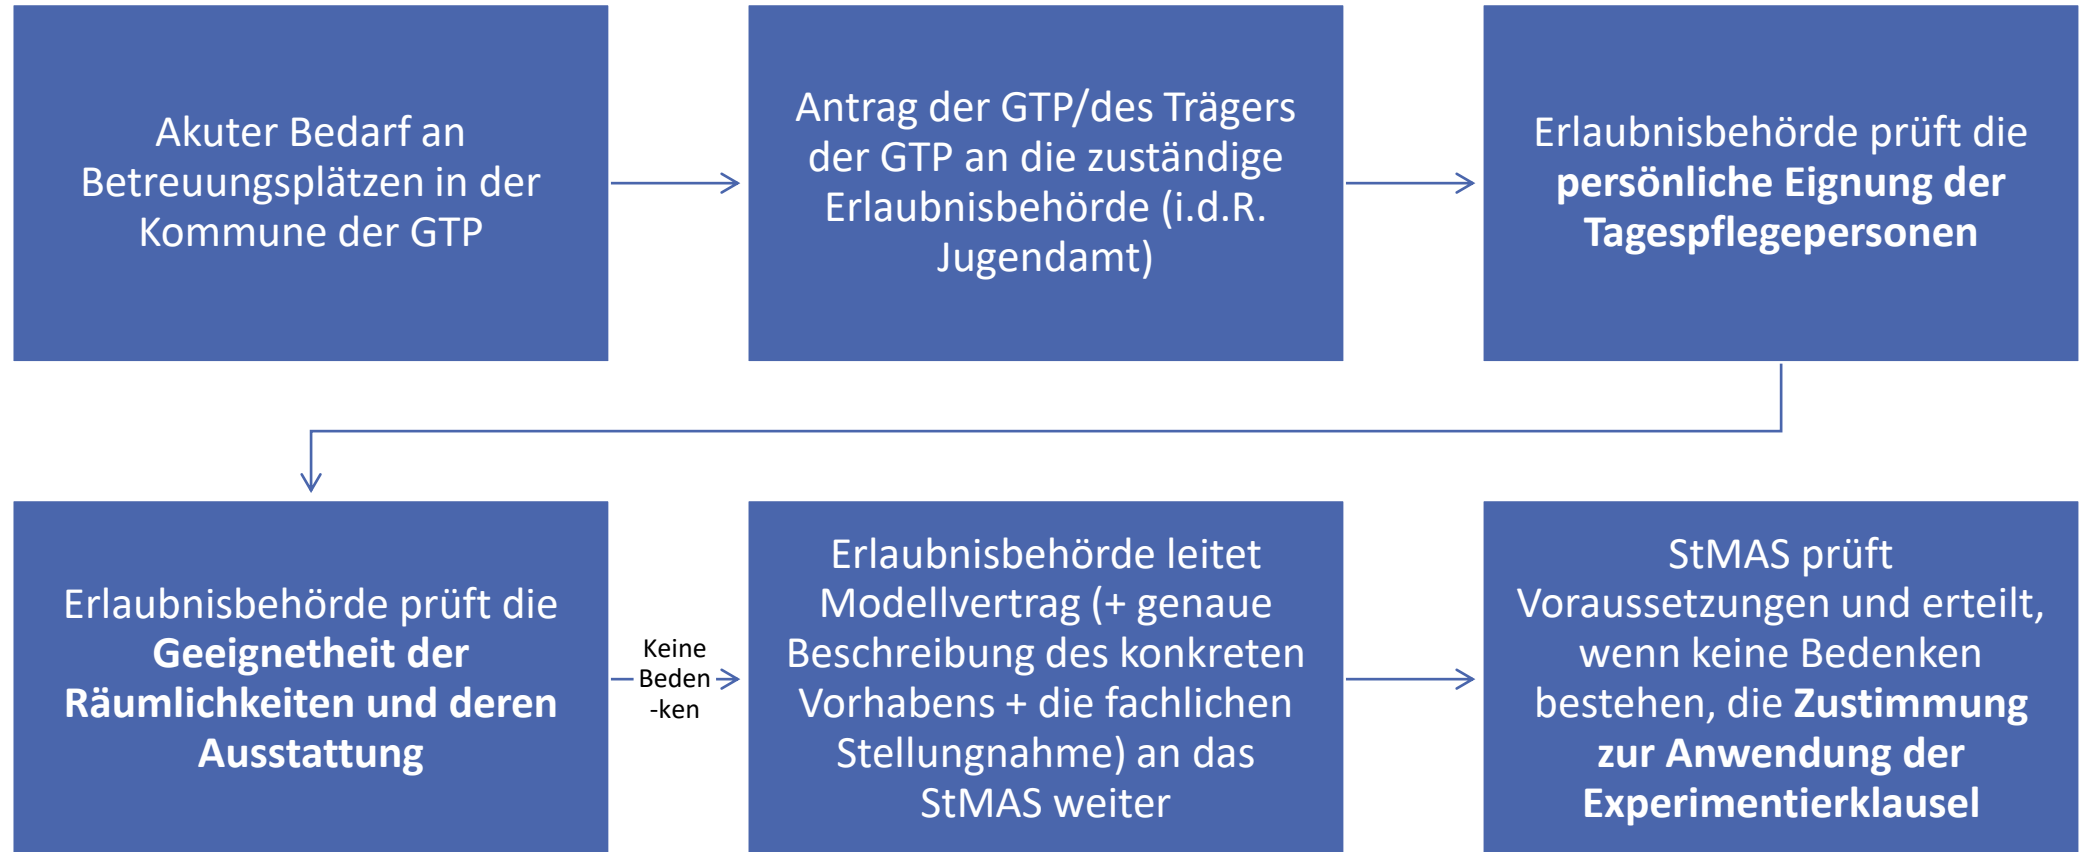 Akuter Bedarf an
Betreuungsplätzen in der
Kommune der GTP
Antrag der GTP/des Trägers
der GTP an die zuständige
Erlaubnisbehörde (i.d.R.
Jugendamt)
Erlaubnisbehörde prüft die
persönliche Eignung der
Tagespflegepersonen
Erlaubnisbehörde prüft die
Geeignetheit der
Räumlichkeiten und deren
Ausstattung
Keine
Beden
-ken
Erlaubnisbehörde leitet
Modellvertrag (+ genaue
Beschreibung des konkreten
Vorhabens + die fachlichen
Stellungnahme) an das
StMAS weiter
StMAS prüft
Voraussetzungen und erteilt,
wenn keine Bedenken
bestehen, die Zustimmung
zur Anwendung der
Experimentierklausel